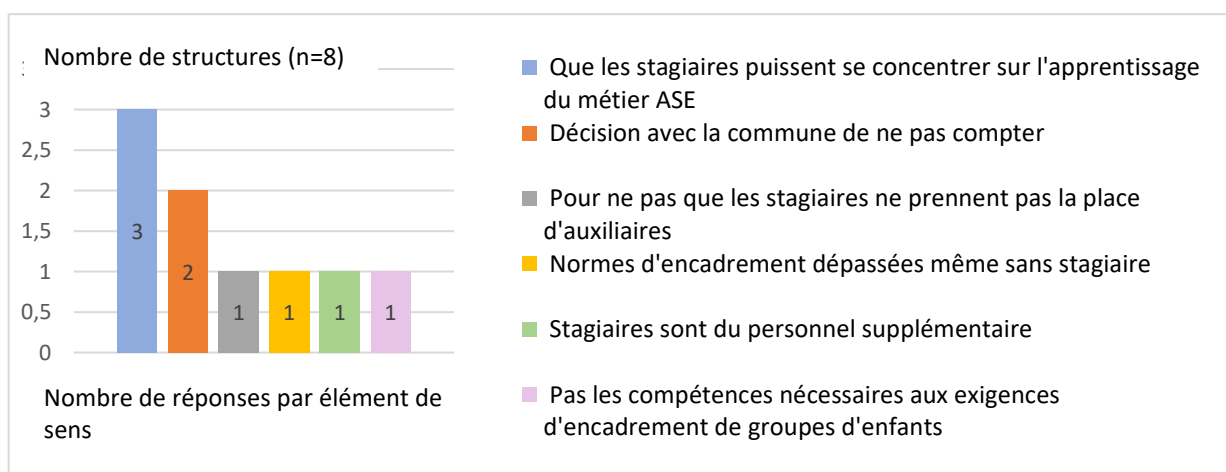 Nombre de structures (n=8)
3
2,5
2
1,5
1
0,5
0
3
2
1
1
1
1
Nombre de réponses par élément de
sens
Que les stagiaires puissent se concentrer sur l'apprentissage
du métier ASE
Décision avec la commune de ne pas compter
Pour ne pas que les stagiaires ne prennent pas la place
d'auxiliaires
Normes d'encadrement dépassées même sans stagiaire
Stagiaires sont du personnel supplémentaire
Pas les compétences nécessaires aux exigences
d'encadrement de groupes d'enfants